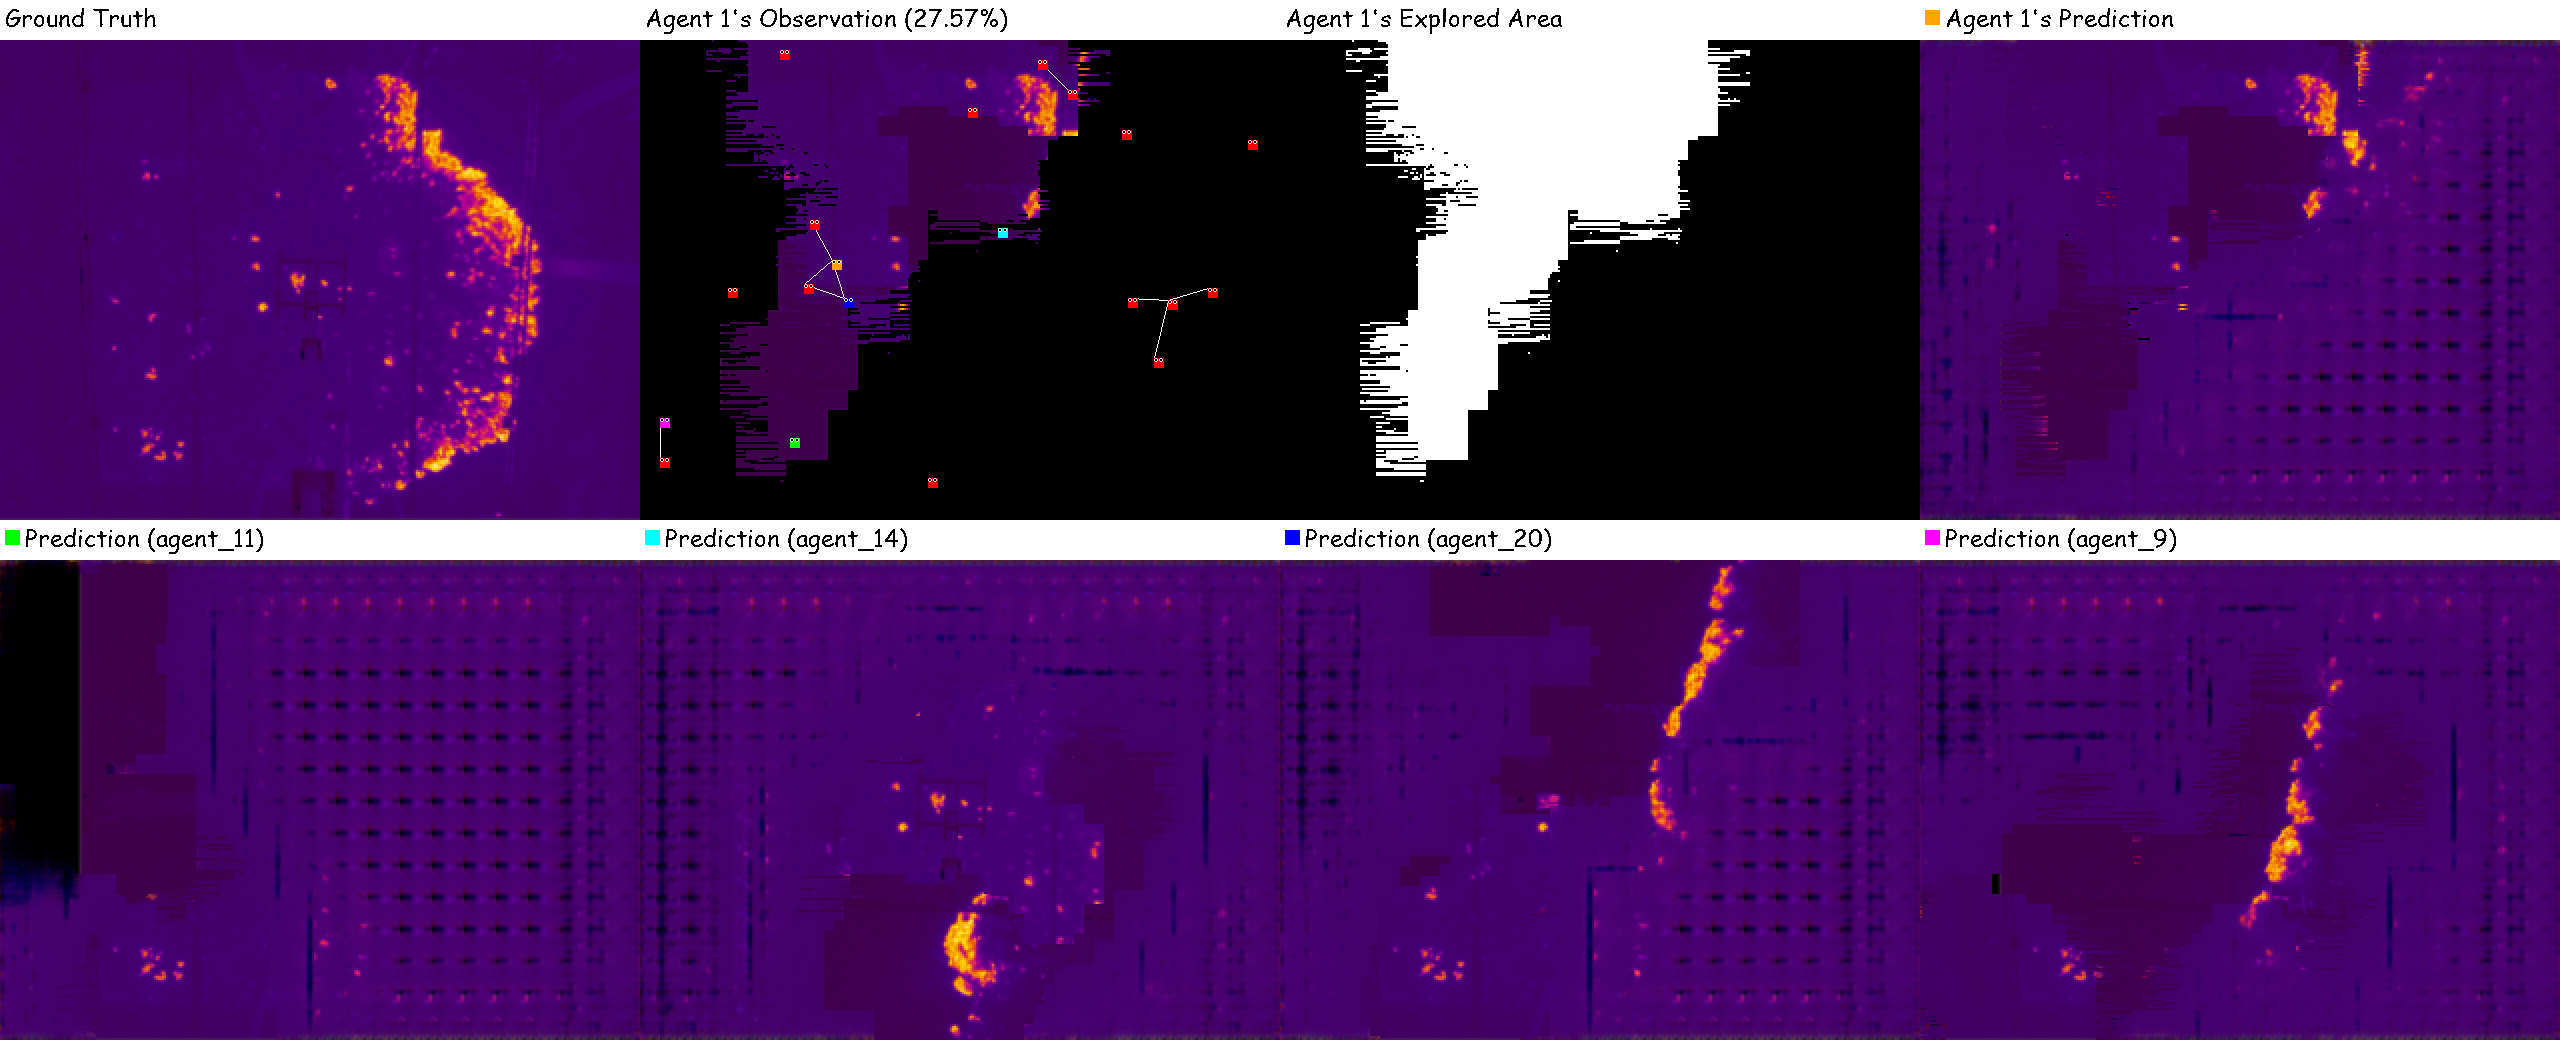 Ground Truth
Agent 1's Observation (27.57%)
Agent 1's Explored Area
Agent 1's Prediction
Prediction (agent_11)
Prediction (agent_14)
Prediction (agent_20)
Prediction (agent_9)